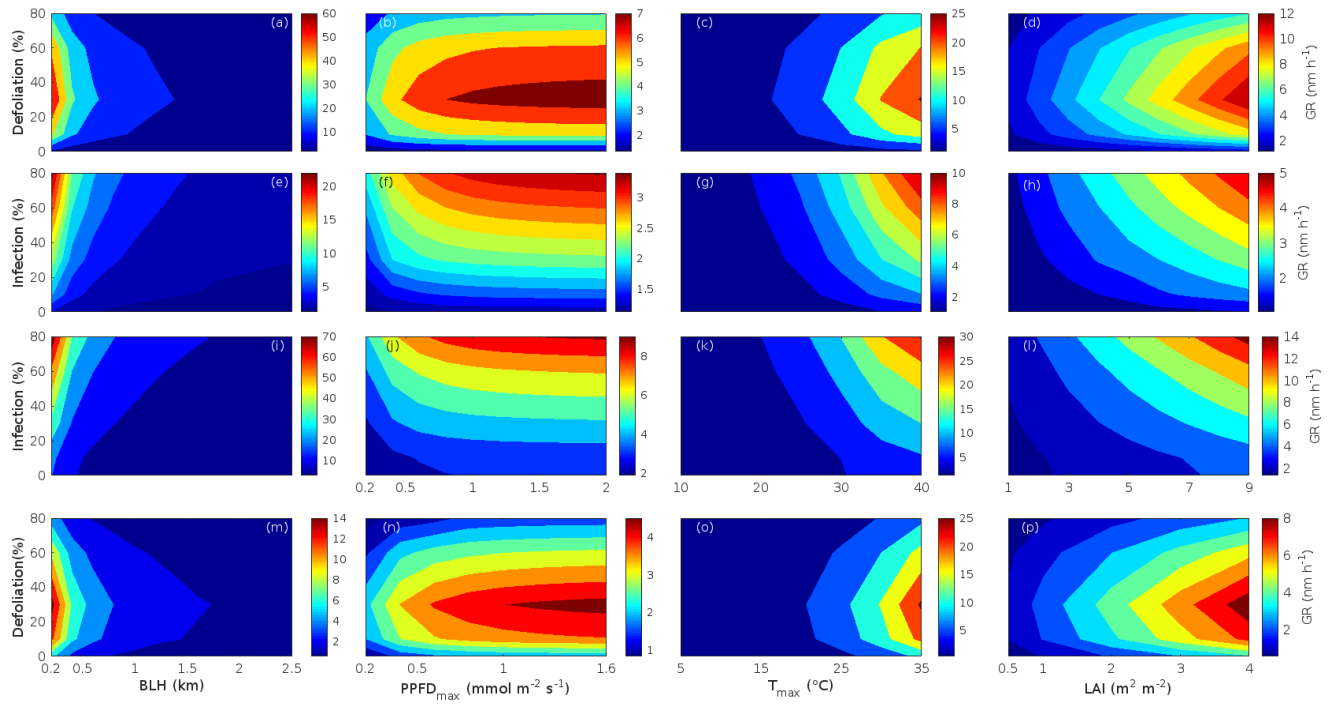 (a) (b) (c) (d)
Defoliation (%)
80 60 40 20 0
60 50 40 30 20 10
7 6 5 4 3 2
25 20 15 10 5
12 10 8 6 4 2
GR (nm h⁻¹)
(e) (f) (g) (h)
Infection (%)
80 60 40 20 0
20 15 10 5
3 2.5 2 1.5
10 8 6 4 2
5 4 3 2
GR (nm h⁻¹)
(i) (j) (k) (l)
Infection (%)
80 60 40 20 0
70 60 50 40 30 20 10
8 6 4 2
30 25 20 15 10 5
14 12 10 8 6 4 2
GR (nm h⁻¹)
0.2 0.5 1 1.5 2
10 20 30 40
1 3 5 7 9
(m) (n) (o) (p)
Defoliation(%)
80 60 40 20 0
14 12 10 8 6 4 2
4 3 2 1
25 20 15 10 5
8 6 4 2
GR (nm h⁻¹)
0.2 0.5 1 1.5 2 2.5
0.2 0.5 1 1.6
5 15 25 35
0.5 1 2 3 4
BLH (km)
PPFDmax (mmol m⁻² s⁻¹)
Tmax (°C)
LAI (m² m⁻²)